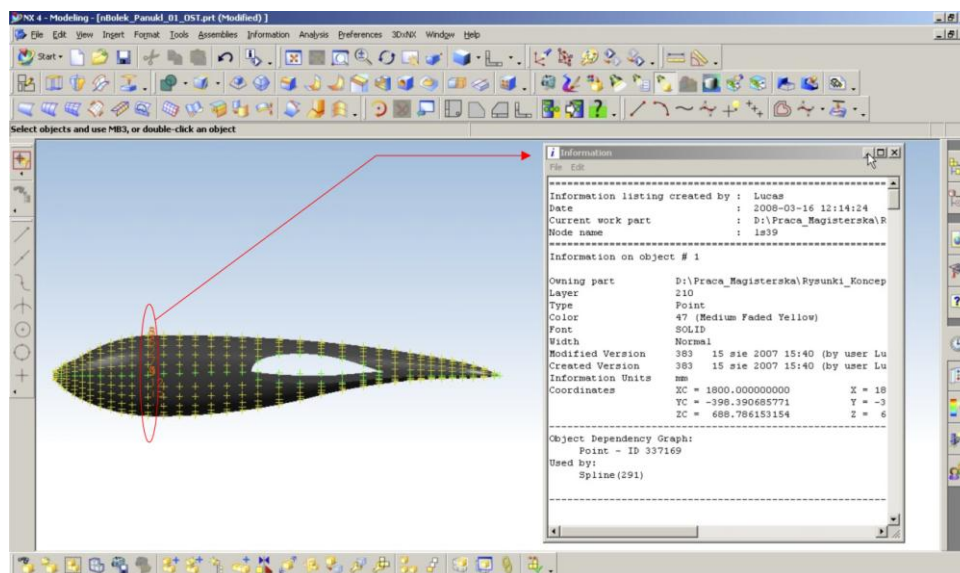 NX 4 - Modeling - [nBolek_Panukl_01_OST.prt (Modified) ]
File Edit View Insert Format Tools Assemblies Information Analysis Preferences 3DxNX Window Help
Start
Select objects and use MB3, or double-click an object
i Information
File Edit
Information listing created by : Lucas
Date : 2008-03-16 12:14:24
Current work part : D:\Praca_Magisterska\R
Node name : ls39
Information on object # 1
Owning part D:\Praca_Magisterska\Rysunki_Koncep
Layer 210
Type Point
Color 47 (Medium Faded Yellow)
Font SOLID
Width Normal
Modified Version 383 15 sie 2007 15:40 (by user Lu
Created Version 383 15 sie 2007 15:40 (by user Lu
Information Units mm
Coordinates XC = 1800.000000000 X = 18
YC = -398.390685771 Y = -3
ZC = 688.786153154 Z = 6
Object Dependency Graph:
Point - ID 337169
Used by:
Spline(291)